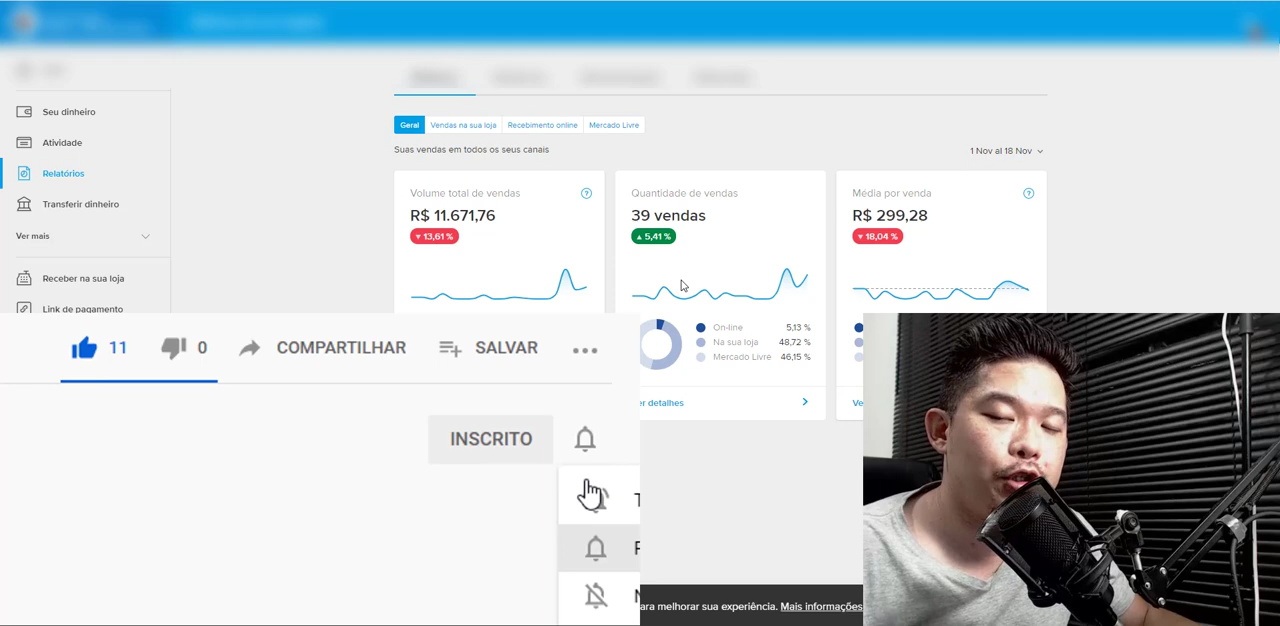 Seu dinheiro
Atividade
Relatórios
Transferir dinheiro
Ver mais
Receber na sua loja
Link de pagamento
Geral
Vendas na sua loja
Recebimento online
Mercado Livre
Suas vendas em todos os seus canais
1 Nov al 18 Nov
Volume total de vendas
R$ 11.671,76
13,61 %
Quantidade de vendas
39 vendas
5,41 %
On-line 5,13 %
Na sua loja 48,72 %
Mercado Livre 46,15 %
er detalhes
Média por venda
R$ 299,28
18,04 %
Ve
11
0
COMPARTILHAR
SALVAR
INSCRITO
T
ara melhorar sua experiência. Mais informações